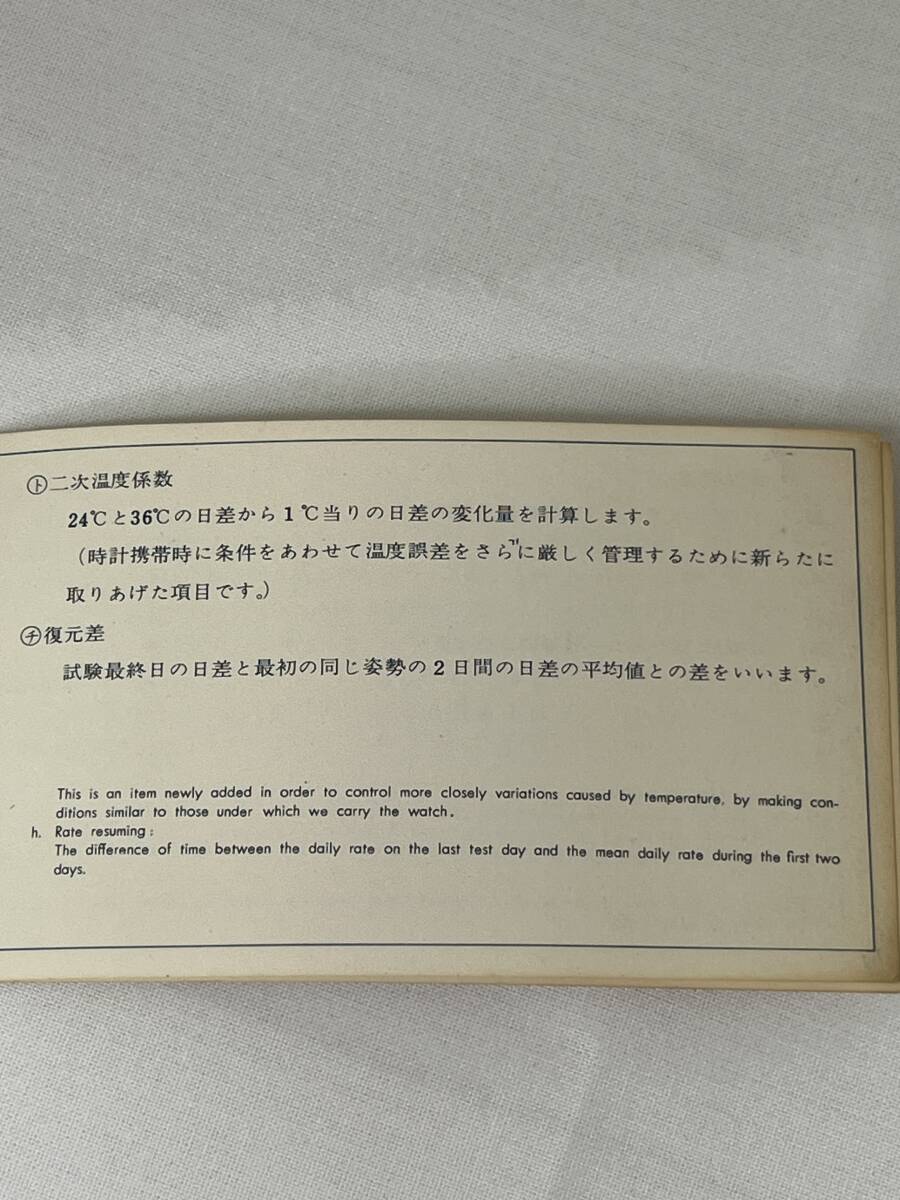 ㋣二次温度係数
24℃と36℃の日差から1℃当りの日差の変化量を計算します。
(時計携帯時に条件をあわせて温度誤差をさらに厳しく管理するために新らたに
取りあげた項目です。)
㋠復元差
試験最終日の日差と最初の同じ姿勢の2日間の日差の平均値との差をいいます。
This is an item newly added in order to control more closely variations caused by temperature, by making con-
ditions similar to those under which we carry the watch.
h. Rate resuming:
The difference of time between the daily rate on the last test day and the mean daily rate during the first two
days.